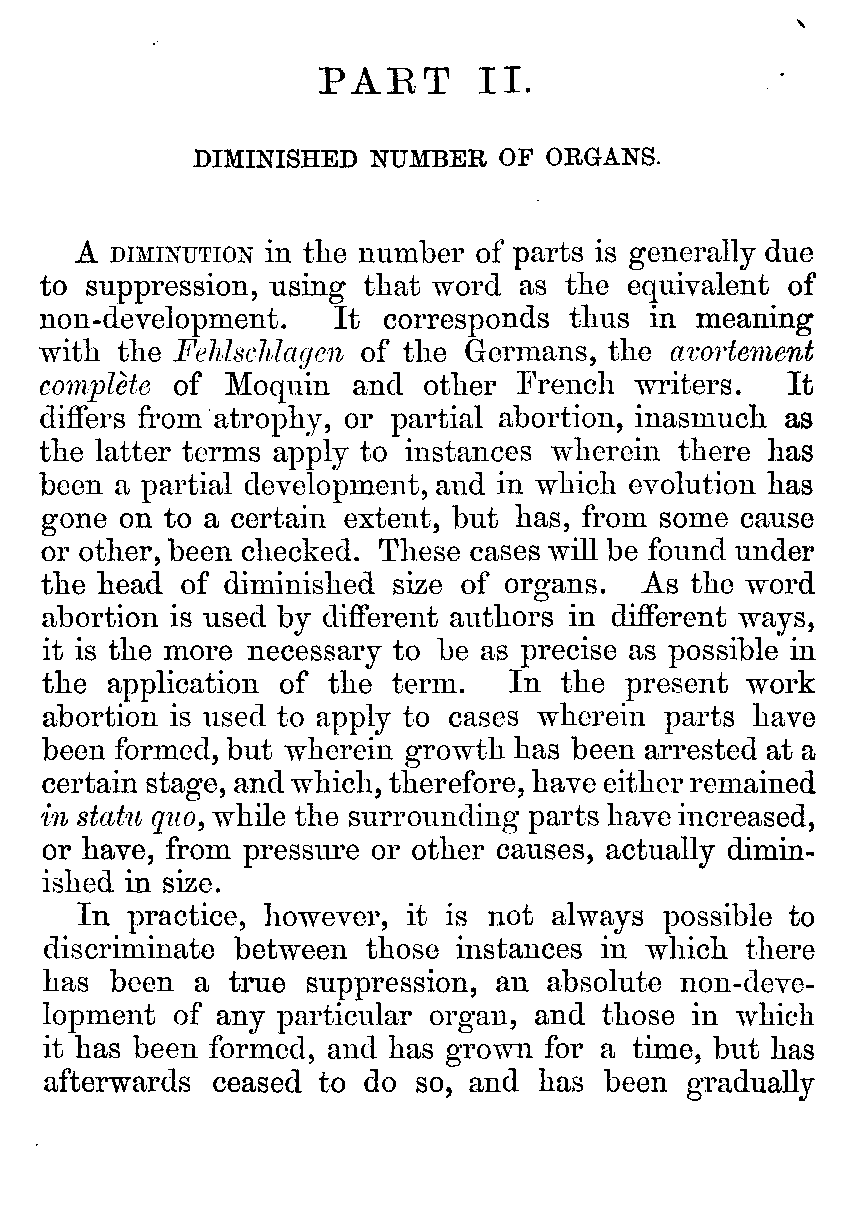 PART II.
DIMINISHED NUMBER OF ORGANS.
A DIMINUTION in the number of parts is generally due
to suppression, using that word as the equivalent of
non-development. It corresponds thus in meaning
with the Fehlschlagen of the Germans, the avortement
complète of Moquin and other French writers. It
differs from atrophy, or partial abortion, inasmuch as
the latter terms apply to instances wherein there has
been a partial development, and in which evolution has
gone on to a certain extent, but has, from some cause
or other, been checked. These cases will be found under
the head of diminished size of organs. As the word
abortion is used by different authors in different ways,
it is the more necessary to be as precise as possible in
the application of the term. In the present work
abortion is used to apply to cases wherein parts have
been formed, but wherein growth has been arrested at a
certain stage, and which, therefore, have either remained
in statu quo, while the surrounding parts have increased,
or have, from pressure or other causes, actually dimin-
ished in size.
In practice, however, it is not always possible to
discriminate between those instances in which there
has been a true suppression, an absolute non-deve-
lopment of any particular organ, and those in which
it has been formed, and has grown for a time, but has
afterwards ceased to do so, and has been gradually